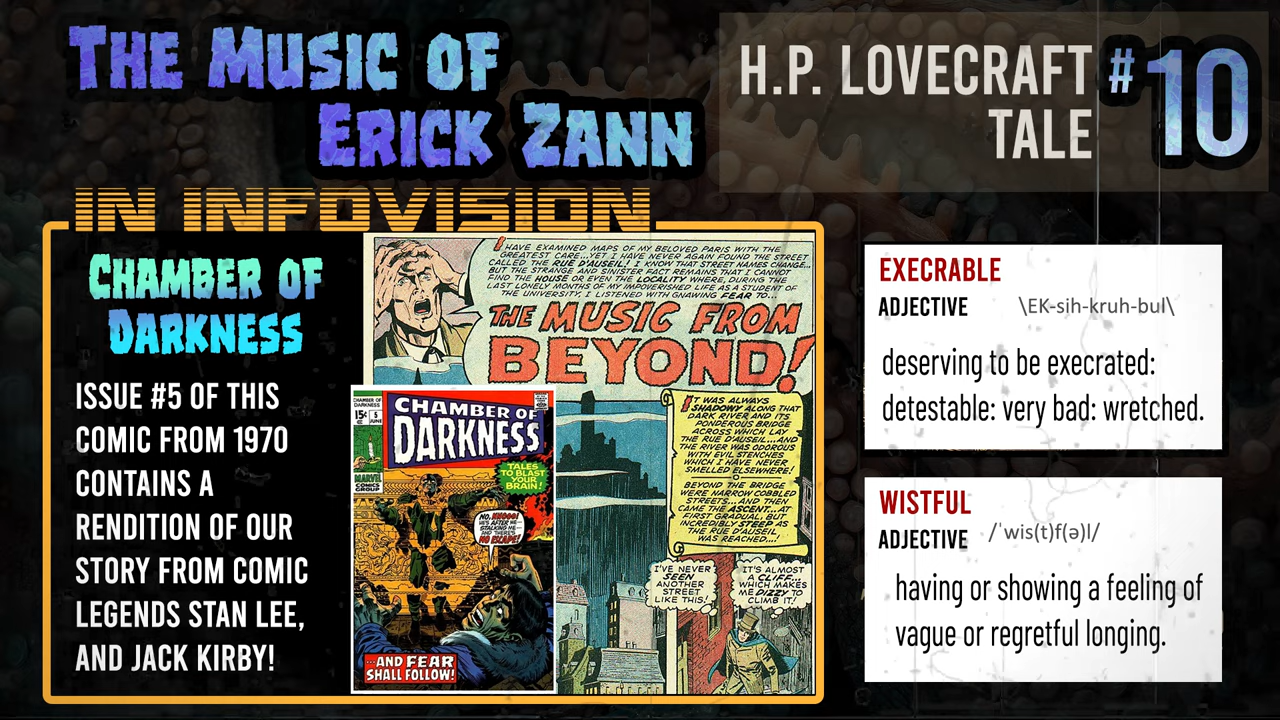 The Music of
Erick Zann
H.P. LOVECRAFT
TALE
#10
IN INFOVISION
Chamber of
Darkness
ISSUE #5 OF THIS
COMIC FROM 1970
CONTAINS A
RENDITION OF OUR
STORY FROM COMIC
LEGENDS STAN LEE,
AND JACK KIRBY!
I HAVE EXAMINED MAPS OF MY BELOVED PARIS WITH THE
GREATEST CARE...YET I HAVE NEVER AGAIN FOUND THE STREET
CALLED THE RUE D'AUSEIL! I KNOW THAT STREET NAMES CHANGE...
BUT THE STRANGE AND SINISTER FACT REMAINS THAT I CANNOT
FIND THE HOUSE OR EVEN THE LOCALITY WHERE, DURING THE
LAST LONELY MONTHS OF MY IMPOVERISHED LIFE AS A STUDENT OF
THE UNIVERSITY, I LISTENED WITH GNAWING FEAR TO...
THE MUSIC FROM
BEYOND!
IT WAS ALWAYS
SHADOWY ALONG THAT
DARK RIVER AND ITS
PONDEROUS BRIDGE
ACROSS WHICH LAY
THE RUE D'AUSEIL...AND
THE RIVER WAS ODOROUS
WITH EVIL STENCHES
WHICH I HAVE NEVER
SMELLED ELSEWHERE!
BEYOND THE BRIDGE
WERE NARROW COBBLED
STREETS...AND THEN
CAME THE ASCENT...AT
FIRST GRADUAL, BUT
INCREDIBLY STEEP AS
THE RUE D'AUSEIL,
WAS REACHED...!
I'VE NEVER
SEEN
ANOTHER
STREET
LIKE THIS!
IT'S ALMOST
A CLIFF...
WHICH MAKES
ME DIZZY TO
CLIMB IT!
CHAMBER OF
DARKNESS
15¢
5
JUNE
CHAMBER OF
DARKNESS
MARVEL
COMICS
GROUP
TALES
TO BLAST
YOUR
BRAIN!
NO, KHOOO!
HE'S AFTER ME--
STALKING ME--
AND THERE'S
NO ESCAPE!
...AND FEAR
SHALL FOLLOW!
EXECRABLE
ADJECTIVE \EK-sih-kruh-bul\
deserving to be execrated:
detestable: very bad: wretched.
WISTFUL
ADJECTIVE /ˈwis(t)f(ə)l/
having or showing a feeling of
vague or regretful longing.